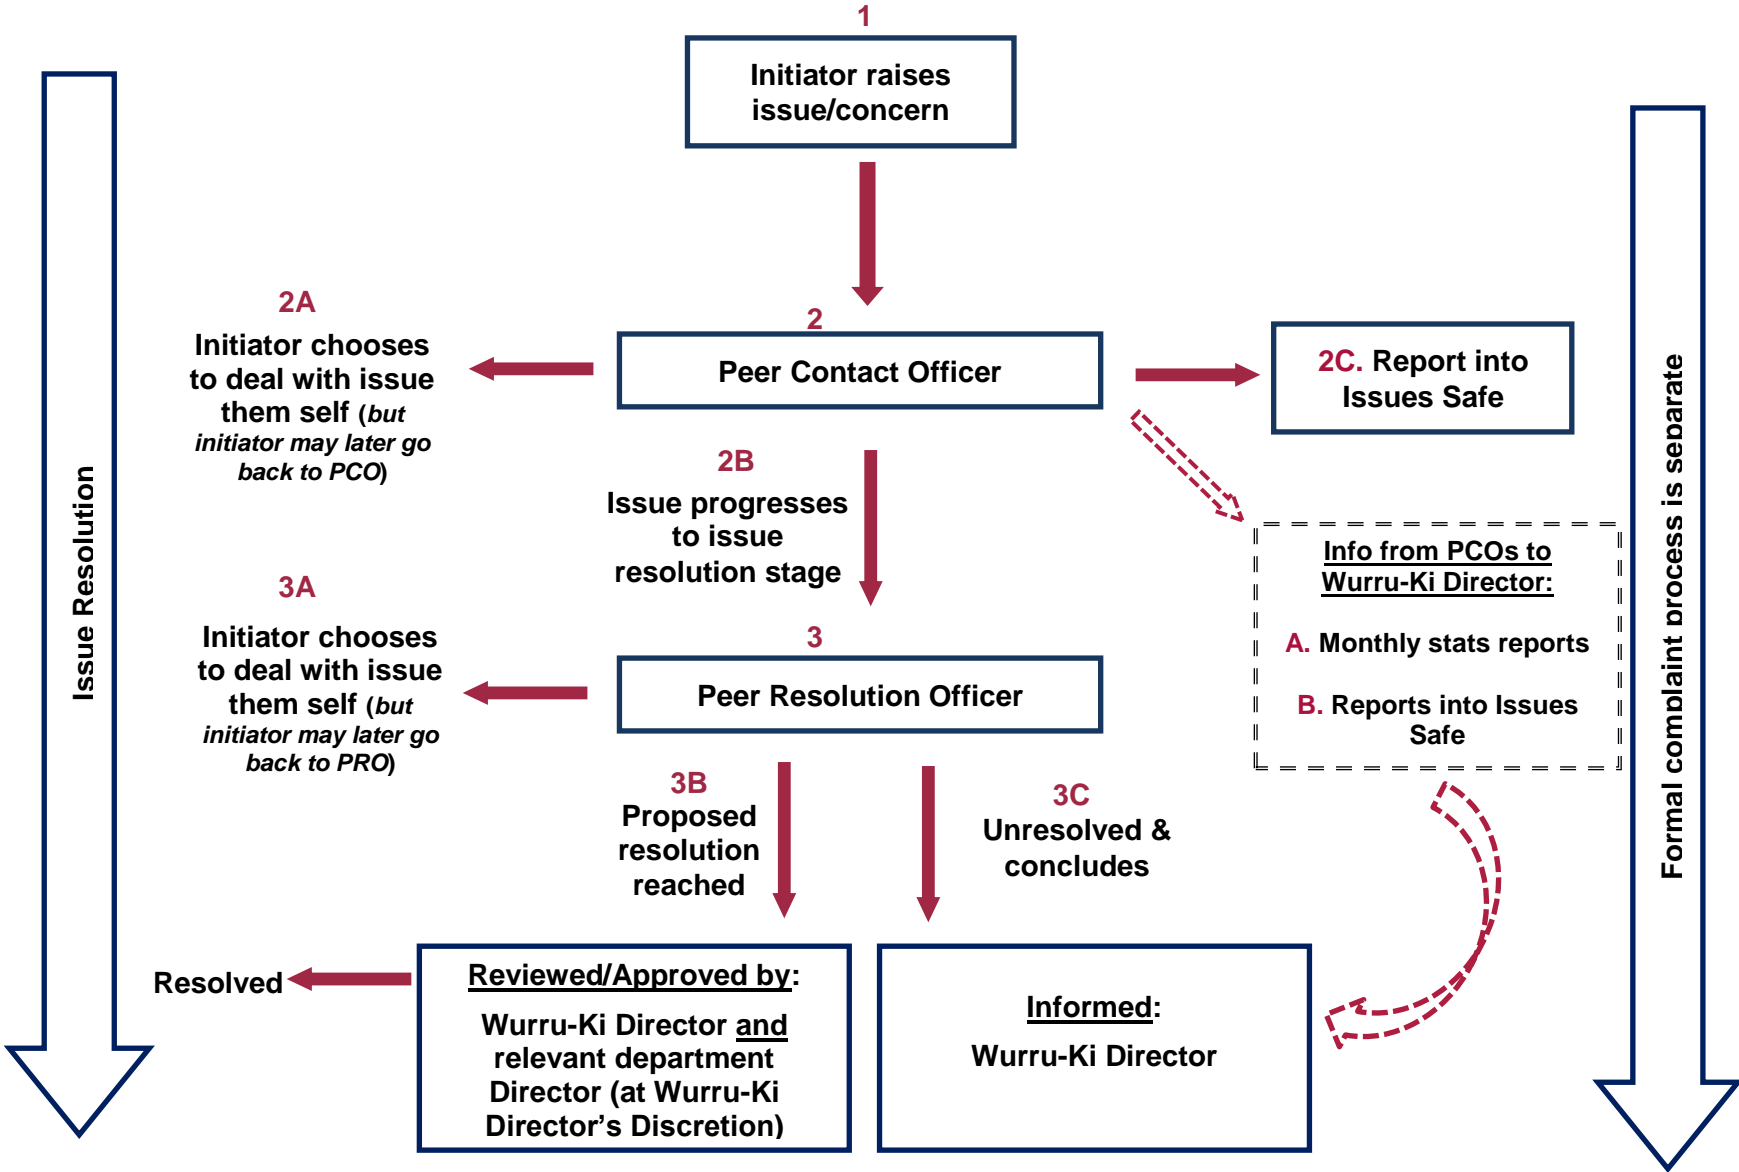 1
Initiator raises
issue/concern
2A
Initiator chooses
to deal with issue
them self (but
initiator may later go
back to PCO)
2
Peer Contact Officer
2C. Report into
Issues Safe
2B
Issue progresses
to issue
resolution stage
Info from PCOs to
Wurru-Ki Director:
A. Monthly stats reports
B. Reports into Issues
Safe
3A
Initiator chooses
to deal with issue
them self (but
initiator may later go
back to PRO)
3
Peer Resolution Officer
3B
Proposed
resolution
reached
3C
Unresolved &
concludes
Resolved
Reviewed/Approved by:
Wurru-Ki Director and
relevant department
Director (at Wurru-Ki
Director’s Discretion)
Informed:
Wurru-Ki Director
Issue Resolution
Formal complaint process is separate